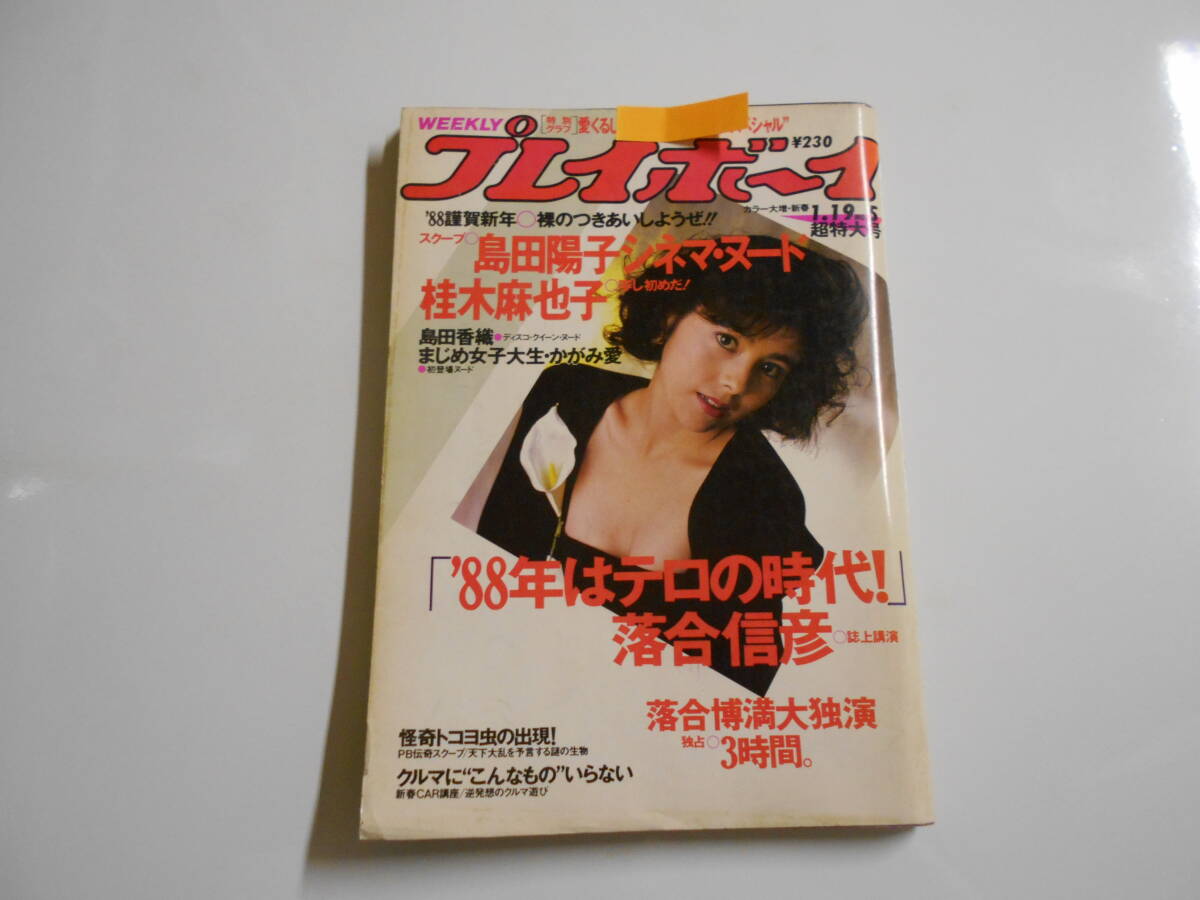 WEEKLY
[特別グラフ]愛くるし シャル"
プレイボーイ
¥230
カラー大増・新春
1.19
超特大号
'88謹賀新年○裸のつきあいしようぜ!!
スクープ○島田陽子シネマ・ヌード
桂木麻也子○ し初めだ!
島田香織●ディスコ・クイーン・ヌード
まじめ女子大生・かがみ愛
●初登場ヌード
「'88年はテロの時代!」
落合信彦○誌上講演
落合博満大独演
独占○3時間。
怪奇トコヨ虫の出現!
PB伝奇スクープ/天下大乱を予言する謎の生物
クルマに"こんなもの"いらない
新春CAR講座/逆発想のクルマ遊び